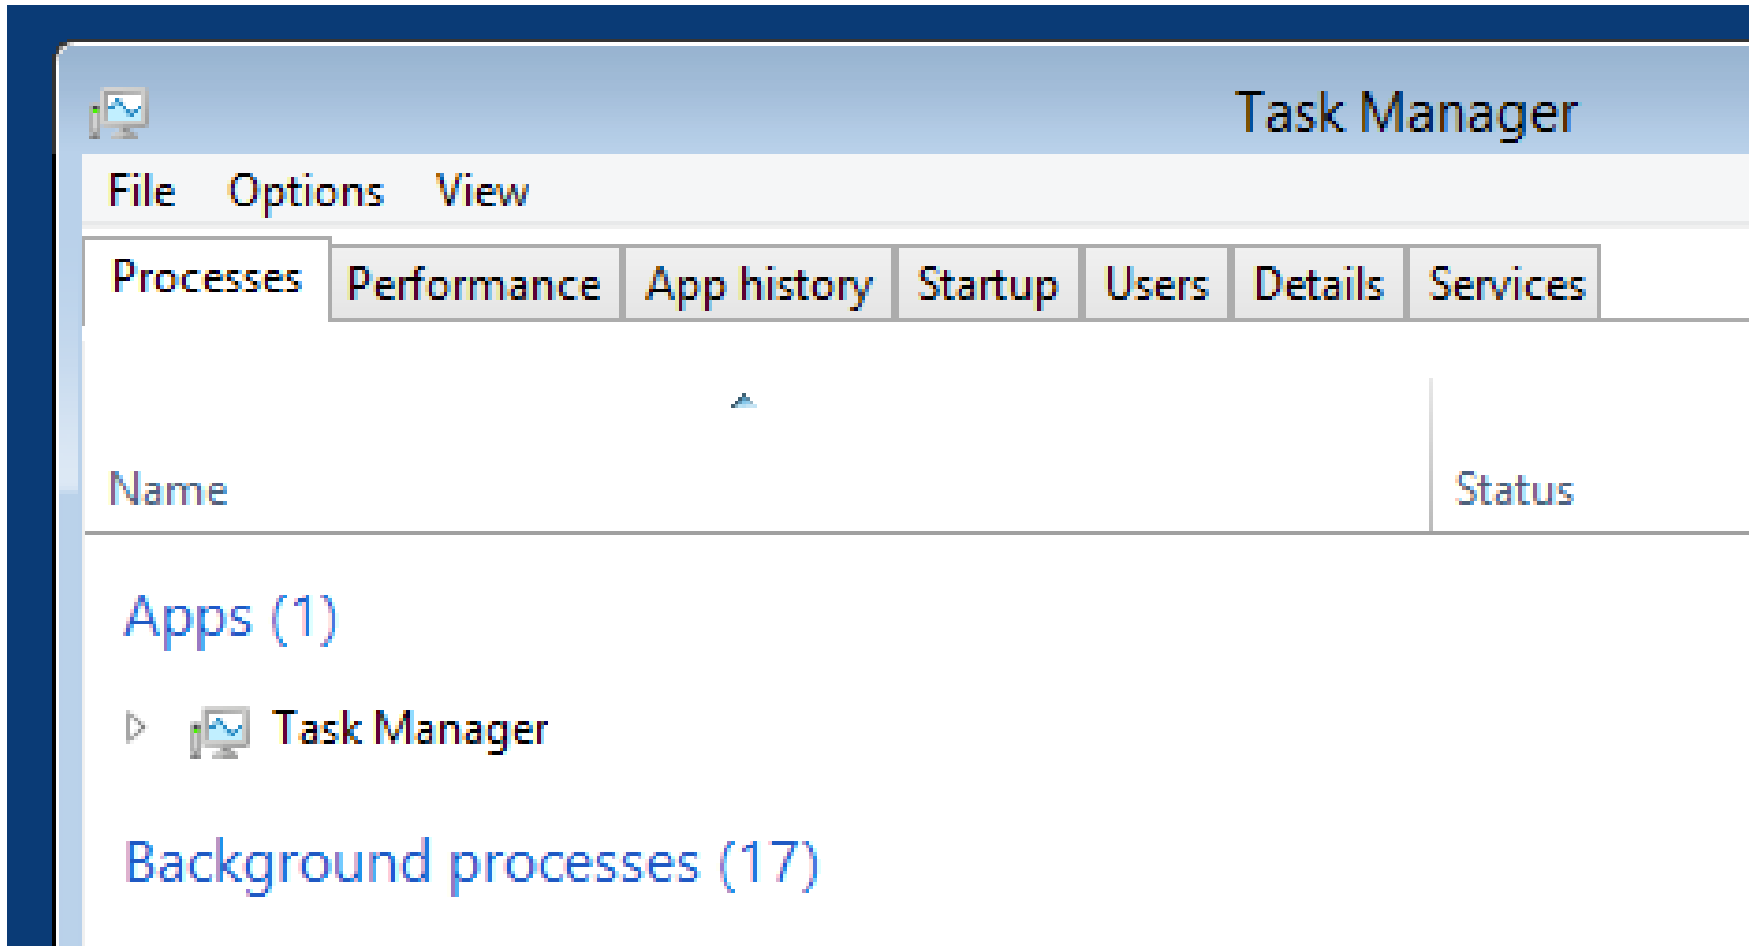 Task Manager
File Options View
Processes Performance App history Startup Users Details Services
Name Status
Apps (1)
Task Manager
Background processes (17)